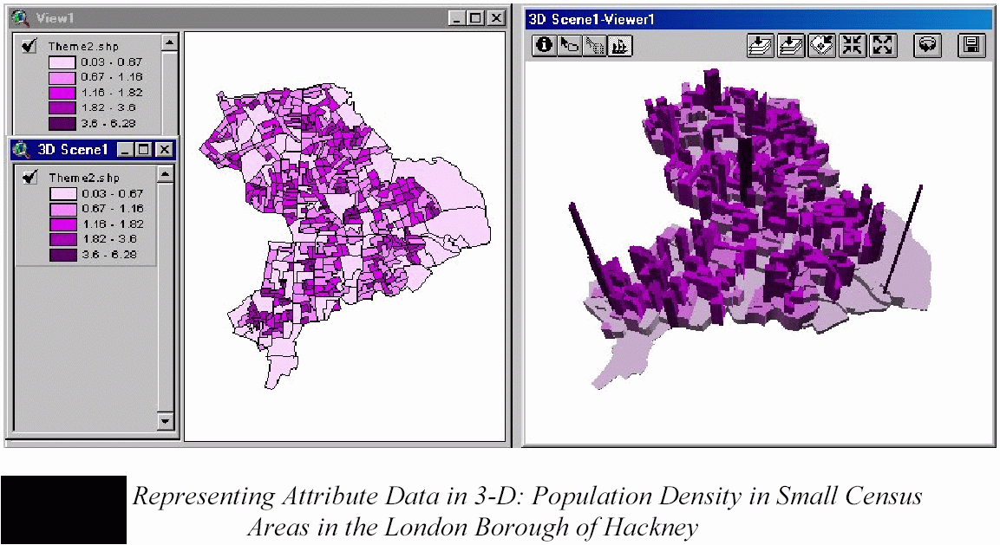 View1
Theme2.shp
0.03 - 0.67
0.67 - 1.16
1.16 - 1.82
1.82 - 3.6
3.6 - 6.29
3D Scene1
Theme2.shp
0.03 - 0.67
0.67 - 1.16
1.16 - 1.82
1.82 - 3.6
3.6 - 6.29
3D Scene1-Viewer1
Representing Attribute Data in 3-D: Population Density in Small Census
Areas in the London Borough of Hackney